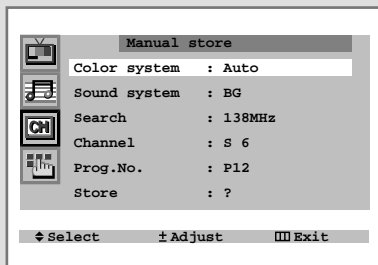 Manual store
Color system : Auto
Sound system : BG
Search : 138MHz
CH
Channel : S 6
Prog.No. : P12
Store : ?
Select ± Adjust Exit